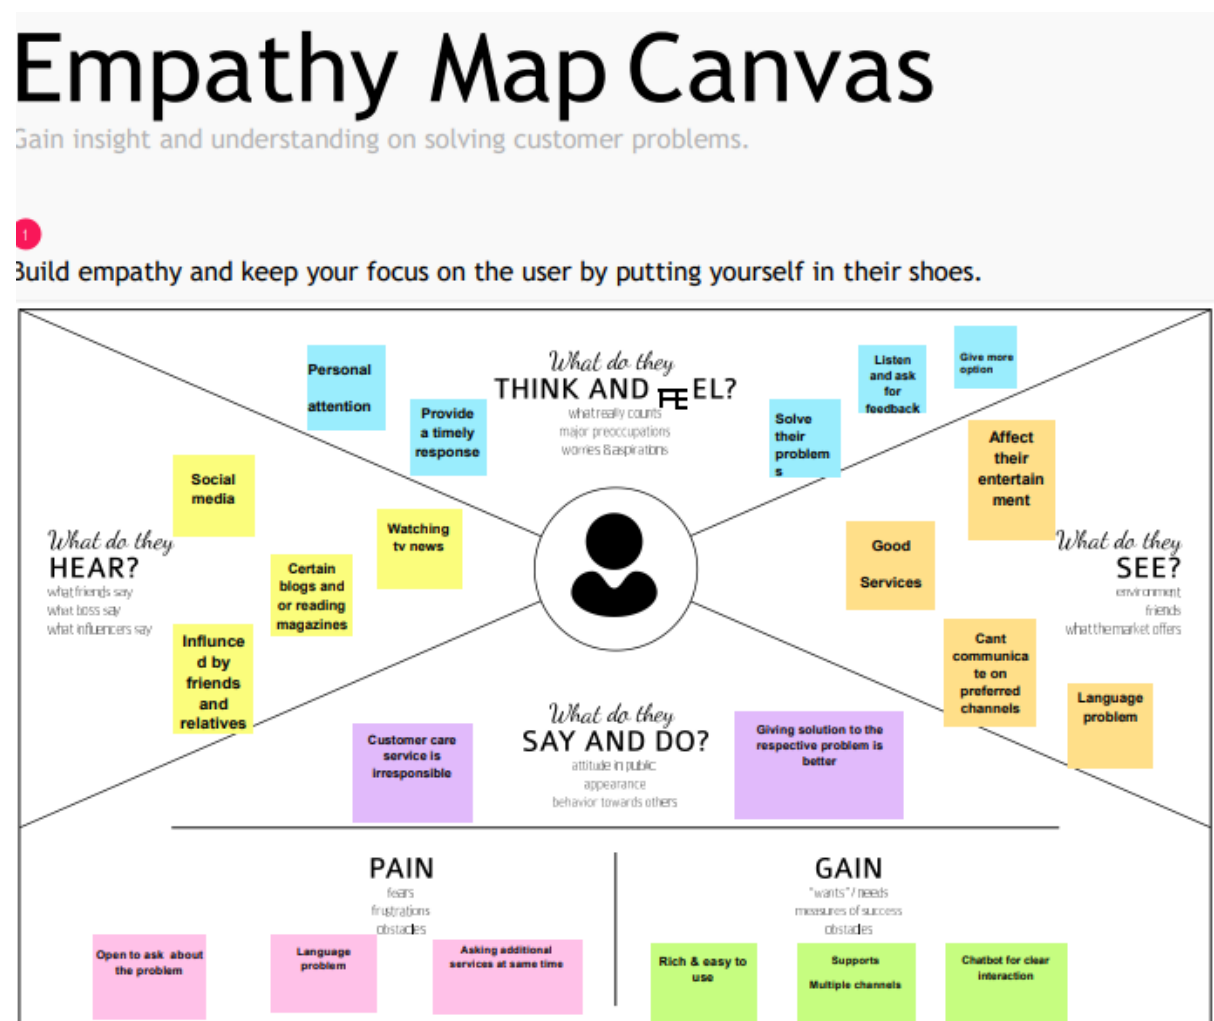 Empathy Map Canvas
Gain insight and understanding on solving customer problems.
1
Build empathy and keep your focus on the user by putting yourself in their shoes.
What do they
THINK AND FEEL?
what really counts
major preoccupations
worries & aspirations
Personal
attention
Provide
a timely
response
Solve
their
problem
s
Listen
and ask
for
feedback
Give more
option
What do they
HEAR?
what friends say
what boss say
what influencers say
Social
media
Watching
tv news
Certain
blogs and
or reading
magazines
Influnce
d by
friends
and
relatives
What do they
SEE?
environment
friends
what the market offers
Affect
their
entertain
ment
Good
Services
Cant
communica
te on
preferred
channels
Language
problem
What do they
SAY AND DO?
attitude in public
appearance
behavior towards others
Customer care
service is
irresponsible
Giving solution to the
respective problem is
better
PAIN
fears
frustrations
obstacles
Open to ask about
the problem
Language
problem
Asking additional
services at same time
GAIN
"wants" / needs
measures of success
obstacles
Rich & easy to
use
Supports
Multiple channels
Chatbot for clear
interaction